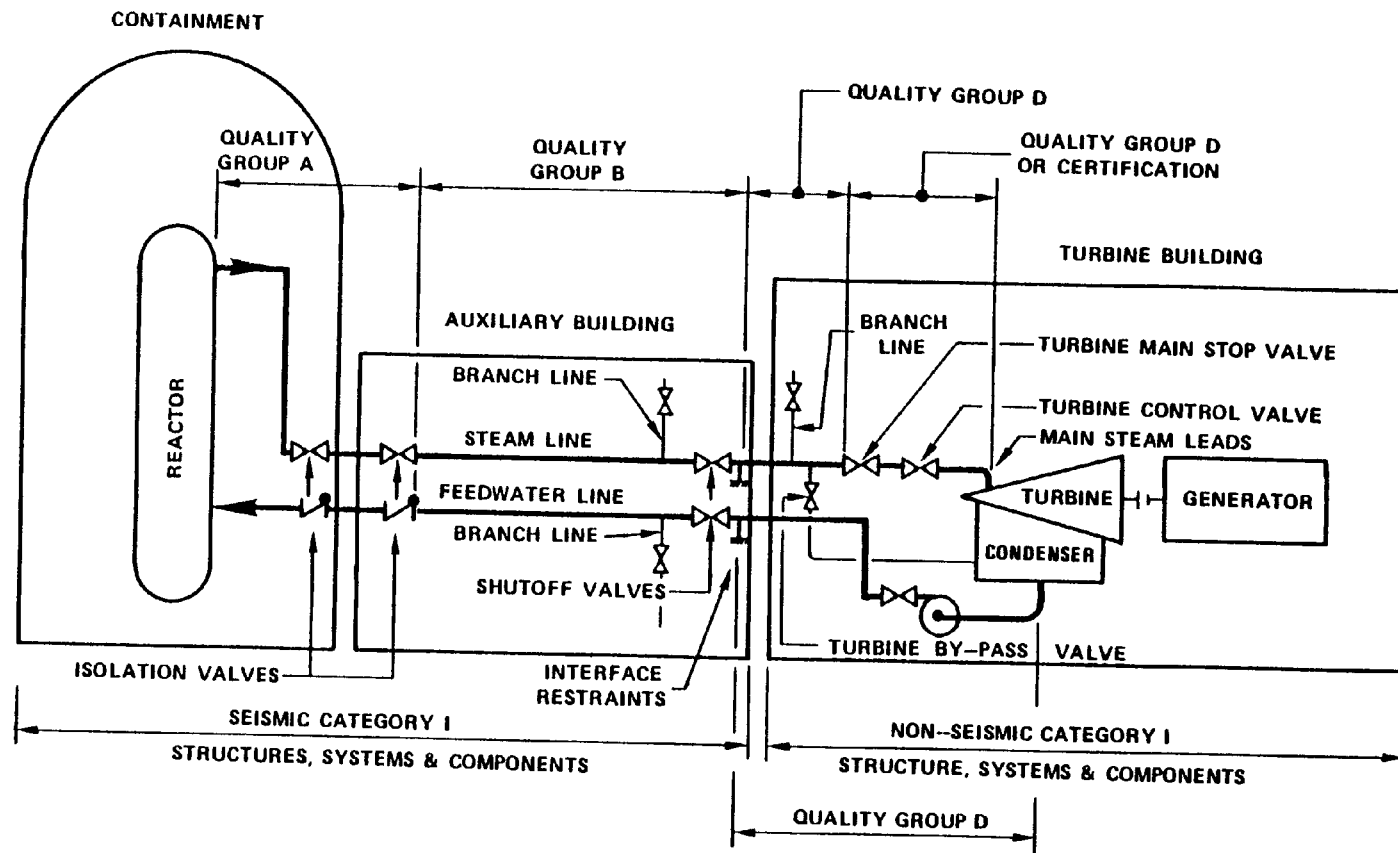 CONTAINMENT
QUALITY GROUP D
QUALITY
GROUP A
QUALITY
GROUP B
QUALITY GROUP D
OR CERTIFICATION
TURBINE BUILDING
AUXILIARY BUILDING
BRANCH
LINE
TURBINE MAIN STOP VALVE
BRANCH LINE
TURBINE CONTROL VALVE
REACTOR
STEAM LINE
MAIN STEAM LEADS
FEEDWATER LINE
TURBINE
GENERATOR
BRANCH LINE
CONDENSER
SHUTOFF VALVES
TURBINE BY-PASS VALVE
ISOLATION VALVES
INTERFACE
RESTRAINTS
SEISMIC CATEGORY I
STRUCTURES, SYSTEMS & COMPONENTS
NON--SEISMIC CATEGORY I
STRUCTURE, SYSTEMS & COMPONENTS
QUALITY GROUP D